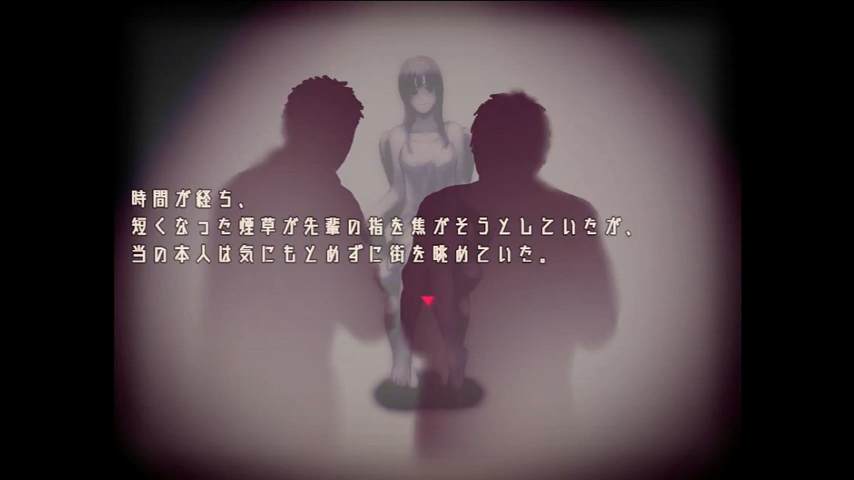 時間が経ち、
短くなった煙草が先輩の指を焦がそうとしていたが、
当の本人は気にもとめずに街を眺めていた。